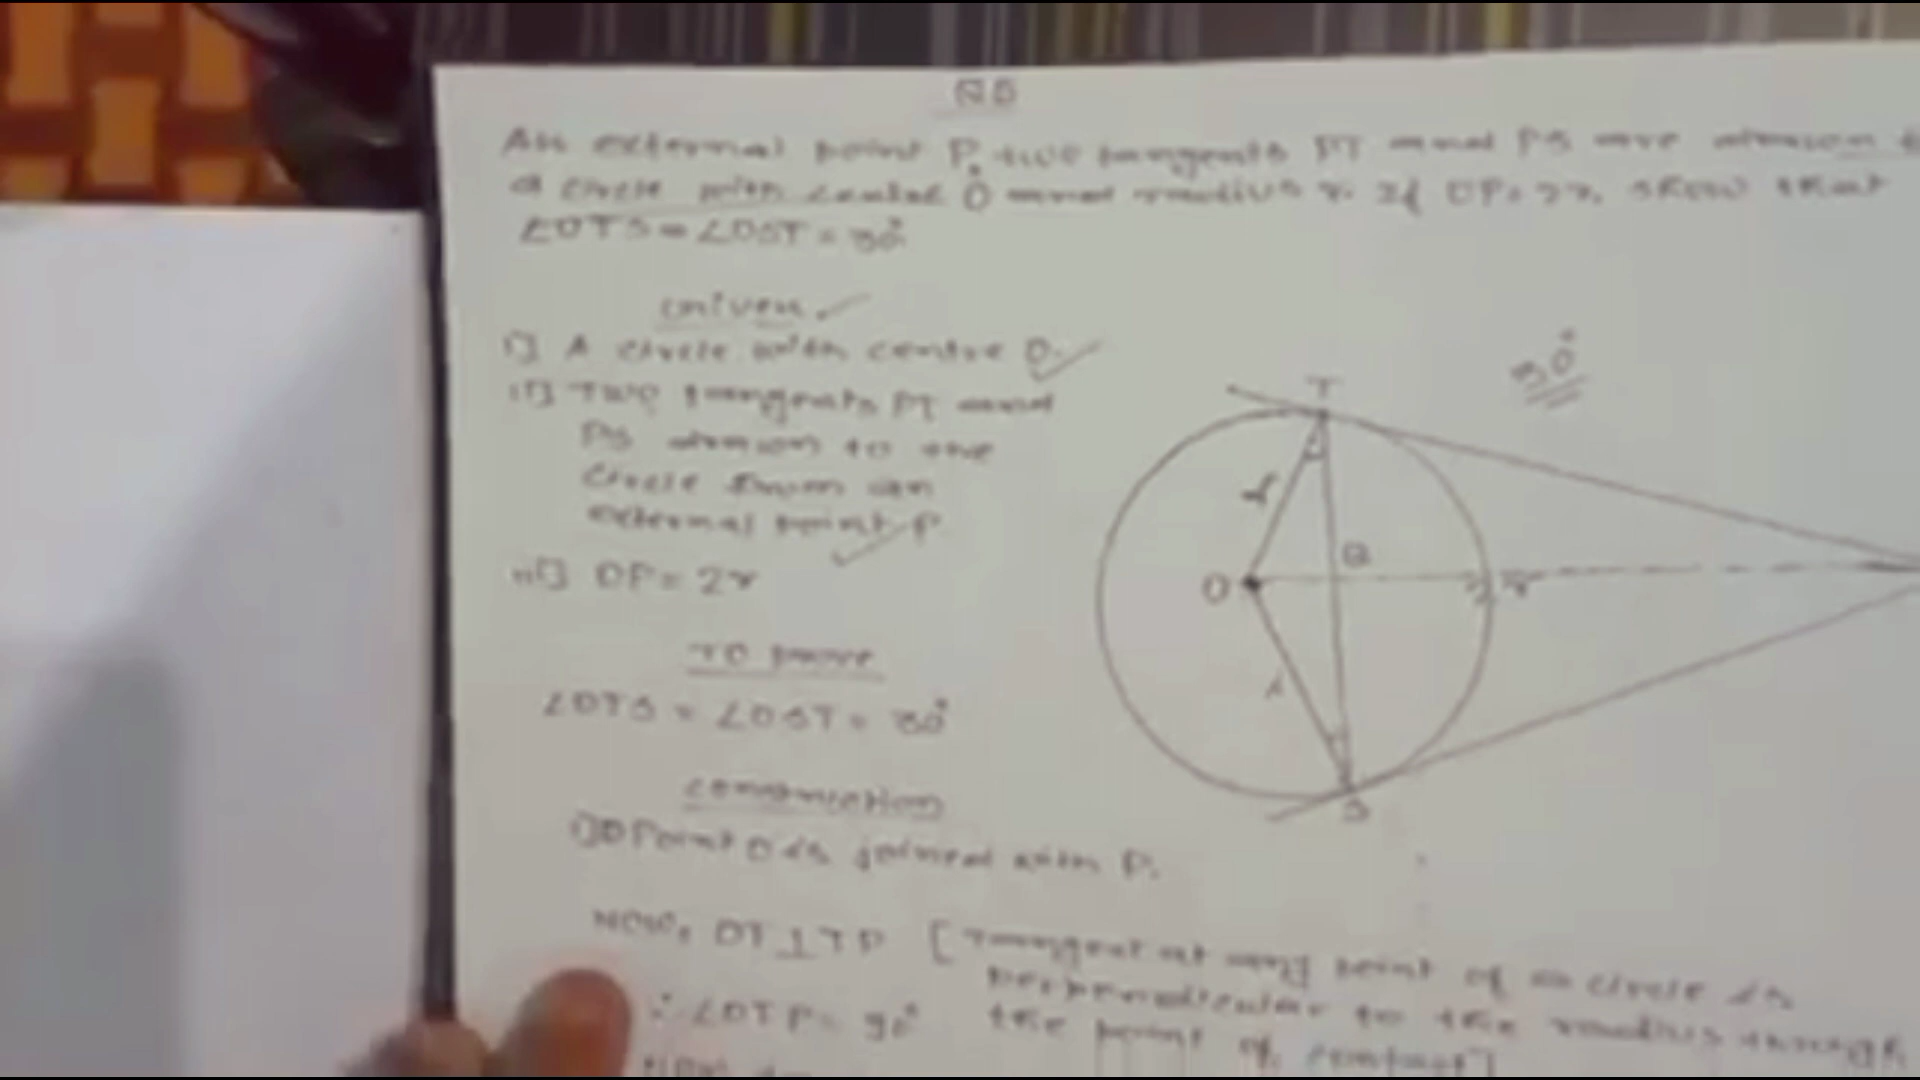 An external point P, two tangents PT and PS are drawn t
a circle with center O and radius r. If OP=2r, show that
∠OTS=∠OST=30°
Given
i] A circle with centre O.
ii] Two tangents PT and
PS drawn to the
circle from an
external point P
iii] OP=2r
30°
T
r
Q
O
r
r
S
To prove
∠OTS=∠OST=30°
Construction
Point O is joined with P.
Now, OT⊥TP [Tangent at any point of a circle is
perpendicular to the radius through
∴∠OTP=90° the point of contact]